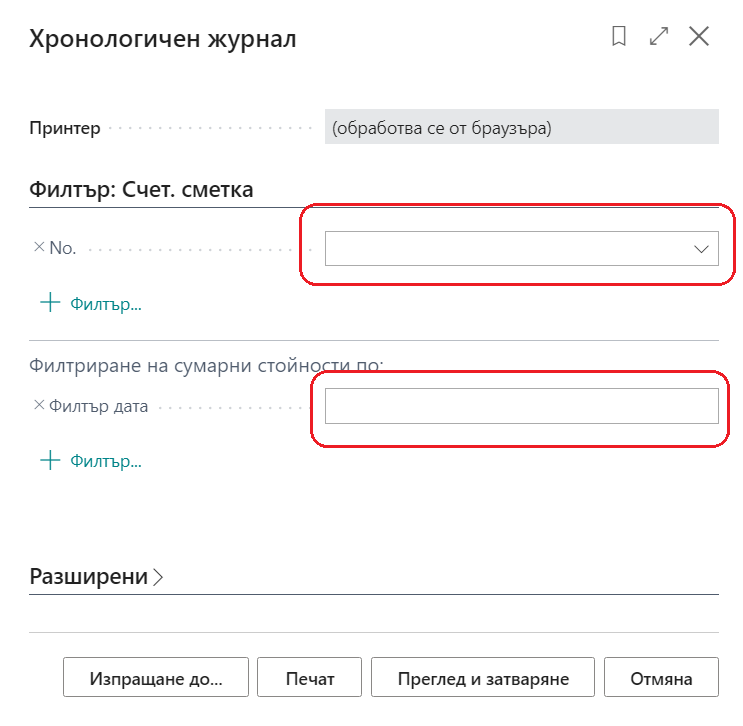 Хронологичен журнал
Принтер (обработва се от браузъра)
Филтър: Счет. сметка
No.
Филтър...
Филтриране на сумарни стойности по:
Филтър дата
Филтър...
Разширени
Изпращане до... Печат Преглед и затваряне Отмяна